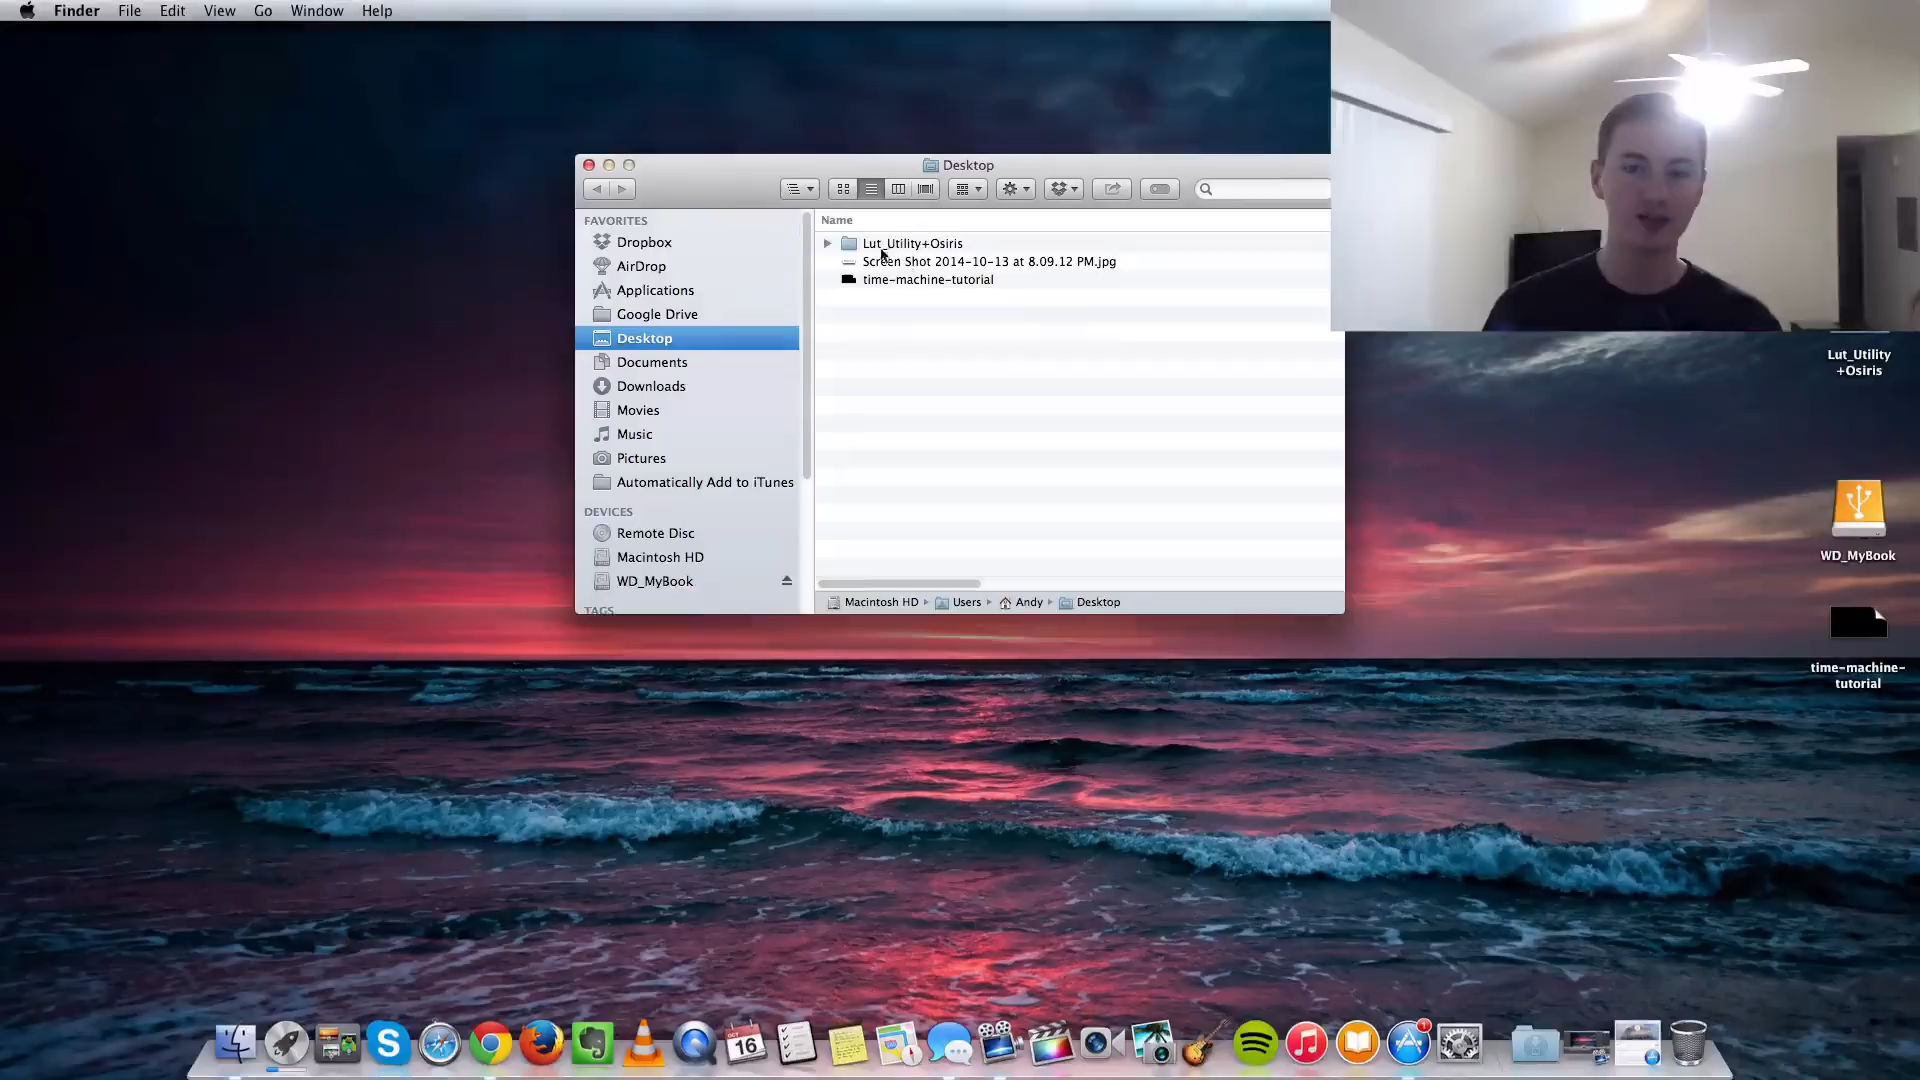 Finder File Edit View Go Window Help
Desktop
FAVORITES
Dropbox
AirDrop
Applications
Google Drive
Desktop
Documents
Downloads
Movies
Music
Pictures
Automatically Add to iTunes
DEVICES
Remote Disc
Macintosh HD
WD_MyBook
TAGS
Name
Lut_Utility+Osiris
Screen Shot 2014-10-13 at 8.09.12 PM.jpg
time-machine-tutorial
Macintosh HD Users Andy Desktop
Lut_Utility
+Osiris
WD_MyBook
time-machine-
tutorial
OCT
16
1